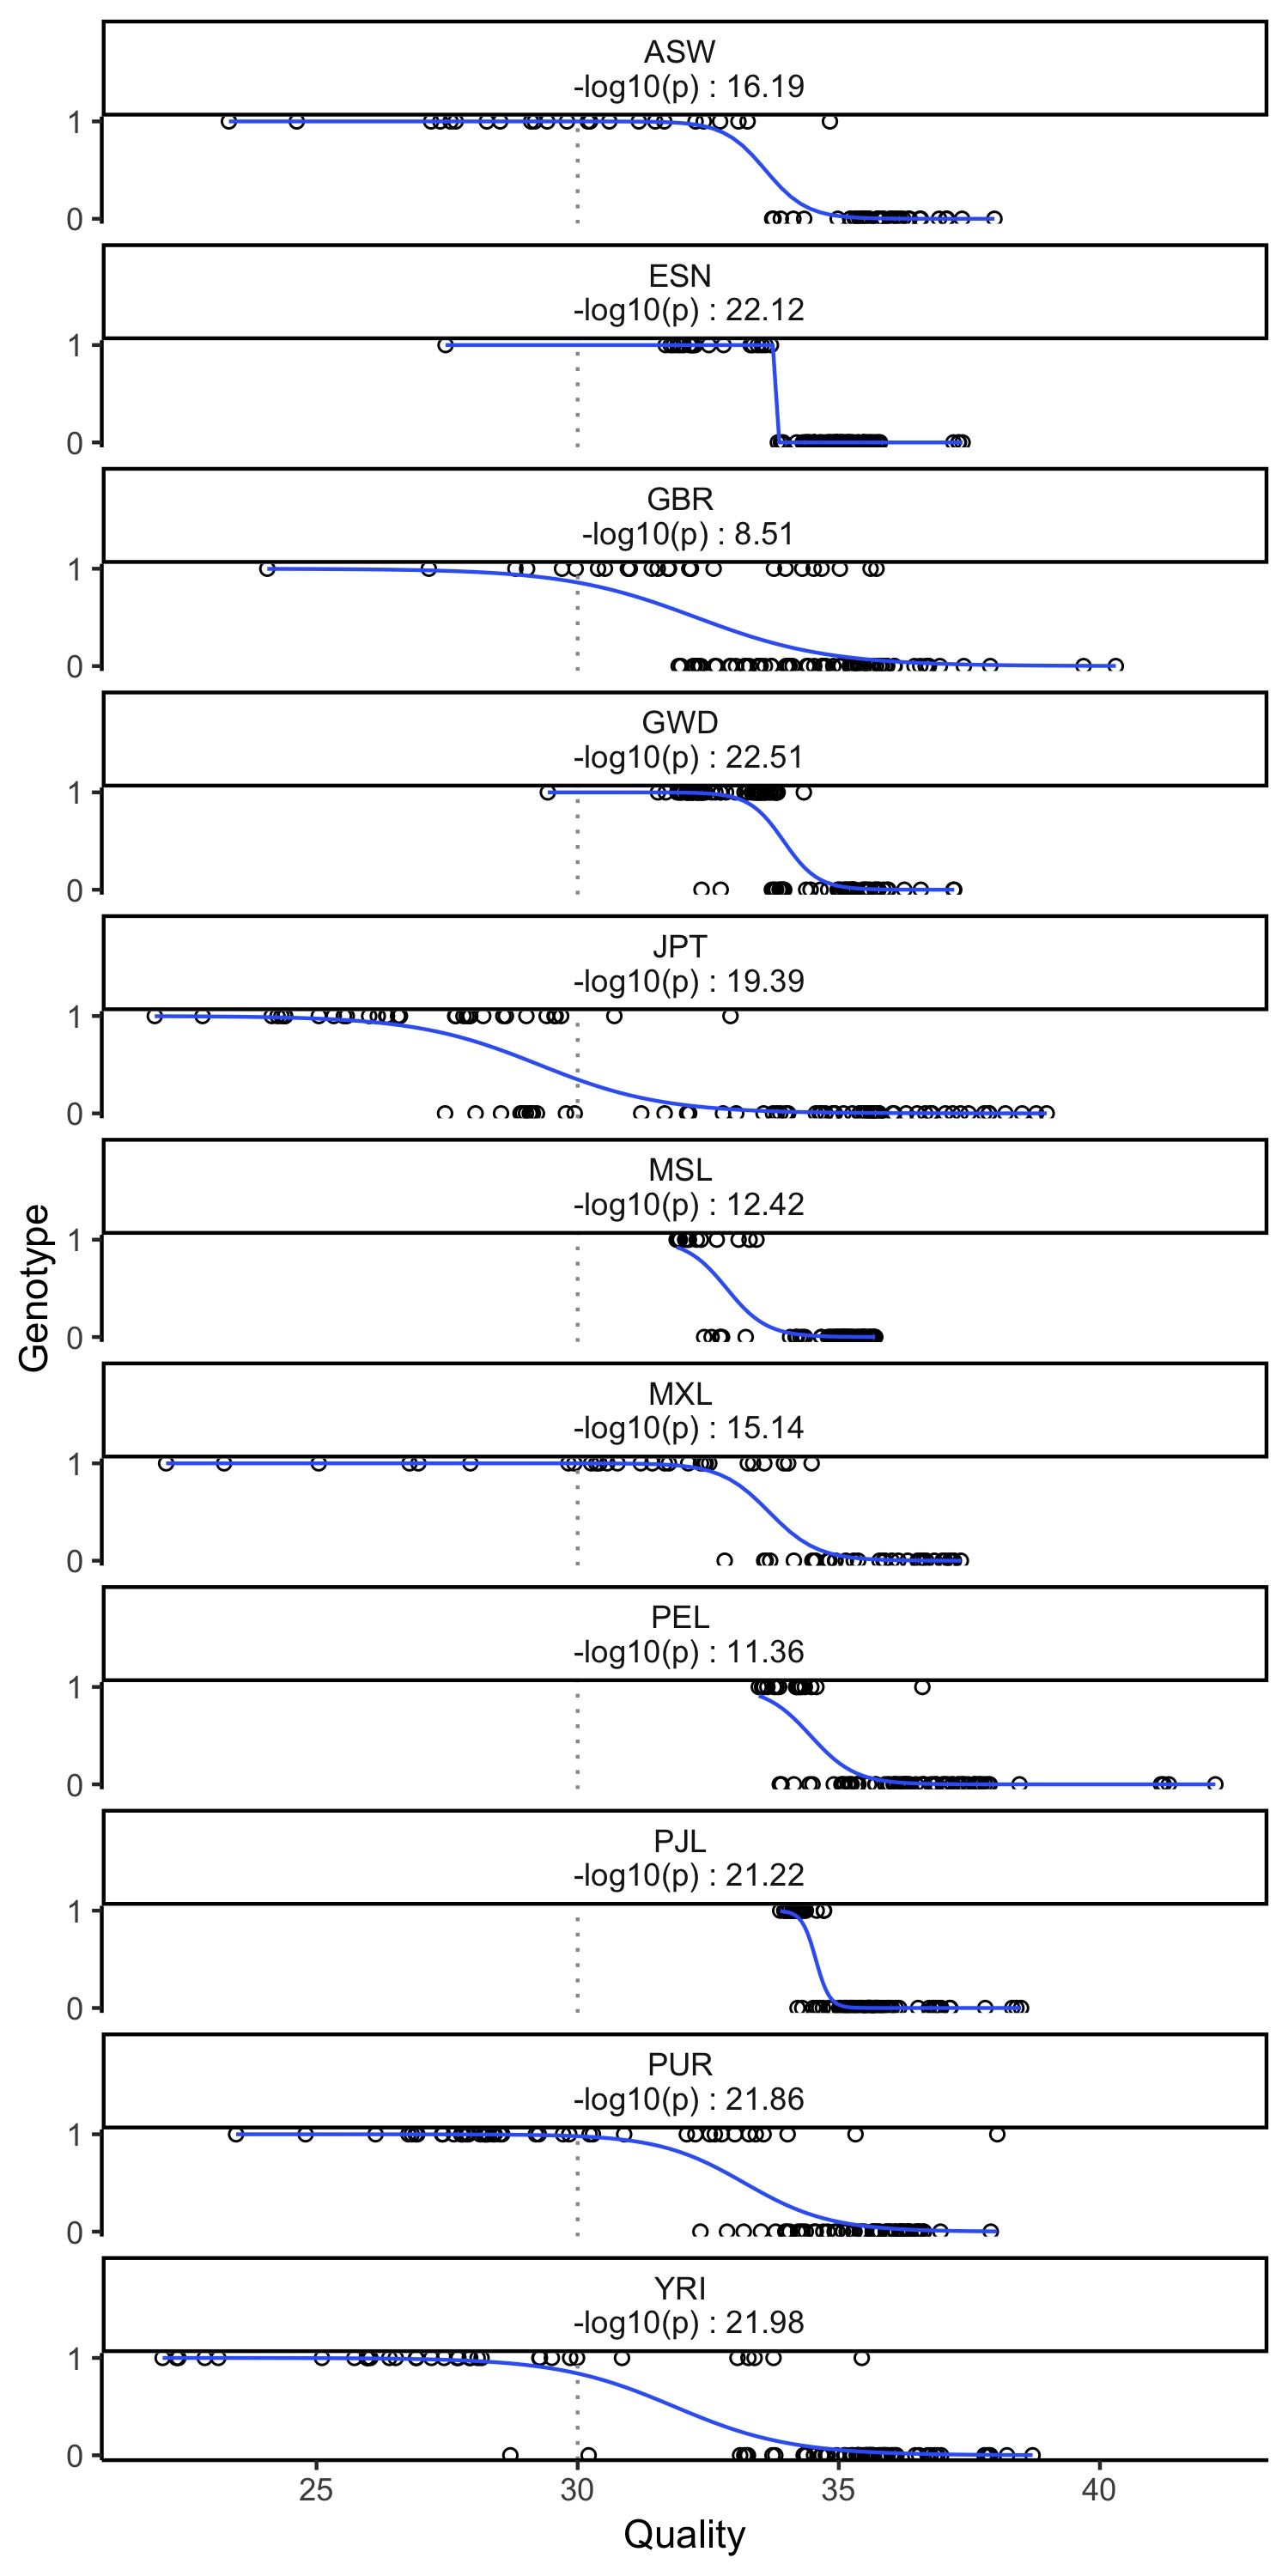 ASW
-log10(p) : 16.19
1
0
ESN
-log10(p) : 22.12
1
0
GBR
-log10(p) : 8.51
1
0
GWD
-log10(p) : 22.51
1
0
JPT
-log10(p) : 19.39
1
0
MSL
-log10(p) : 12.42
1
0
MXL
-log10(p) : 15.14
1
0
PEL
-log10(p) : 11.36
1
0
PJL
-log10(p) : 21.22
1
0
PUR
-log10(p) : 21.86
1
0
YRI
-log10(p) : 21.98
1
0
Genotype
25 30 35 40
Quality